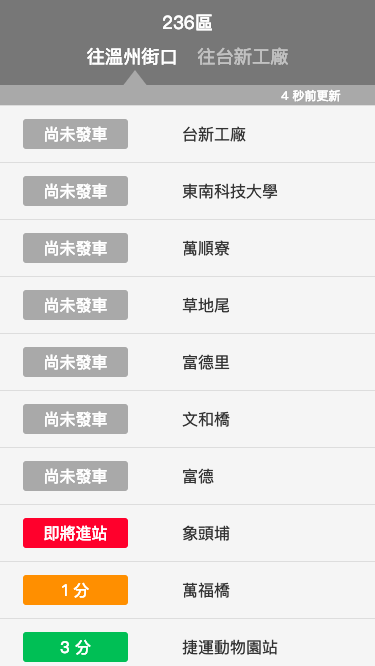 236區
往溫州街口 往台新工廠
4 秒前更新
尚未發車 台新工廠
尚未發車 東南科技大學
尚未發車 萬順寮
尚未發車 草地尾
尚未發車 富德里
尚未發車 文和橋
尚未發車 富德
即將進站 象頭埔
1 分 萬福橋
3 分 捷運動物園站